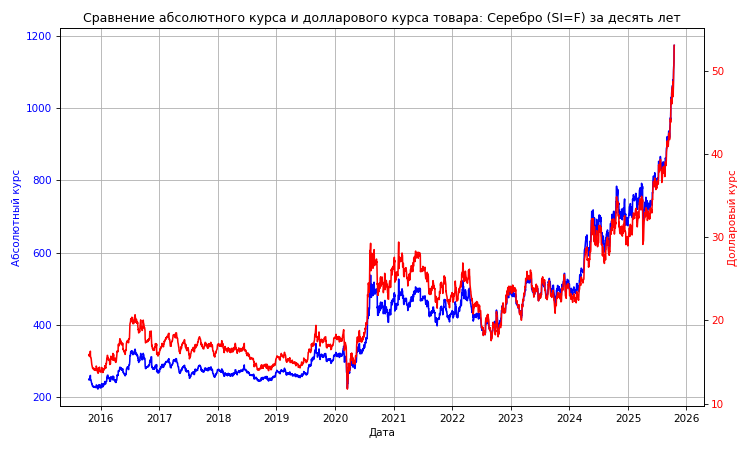 Сравнение абсолютного курса и долларового курса товара: Серебро (SI=F) за десять лет
1200
1000
800
600
400
200
Абсолютный курс
50
40
30
20
10
Долларовый курс
2016 2017 2018 2019 2020 2021 2022 2023 2024 2025 2026
Дата